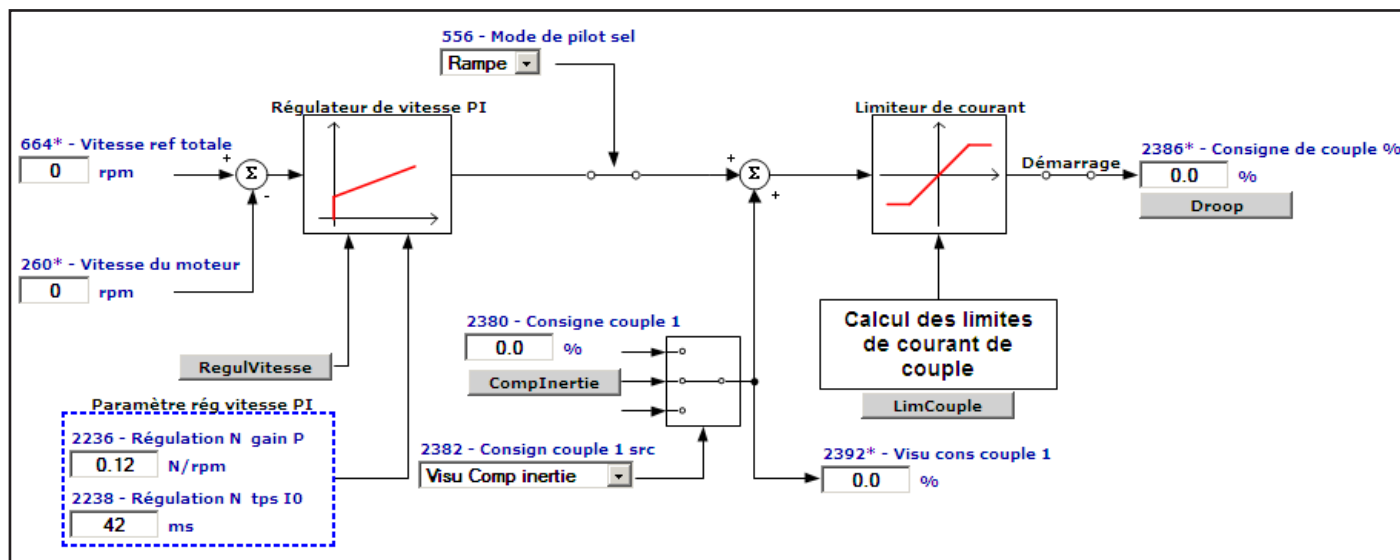 556 - Mode de pilot sel
Rampe
Régulateur de vitesse PI
Limiteur de courant
664* - Vitesse ref totale
0 rpm
+
Σ
-
+
Σ
+
Démarrage
2386* - Consigne de couple %
0.0 %
Droop
260* - Vitesse du moteur
0 rpm
2380 - Consigne couple 1
0.0 %
CompInertie
Calcul des limites
de courant de
couple
LimCouple
RegulVitesse
Paramètre rég vitesse PI
2236 - Régulation N gain P
0.12 N/rpm
2238 - Régulation N tps I0
42 ms
2382 - Consign couple 1 src
Visu Comp inertie
2392* - Visu cons couple 1
0.0 %